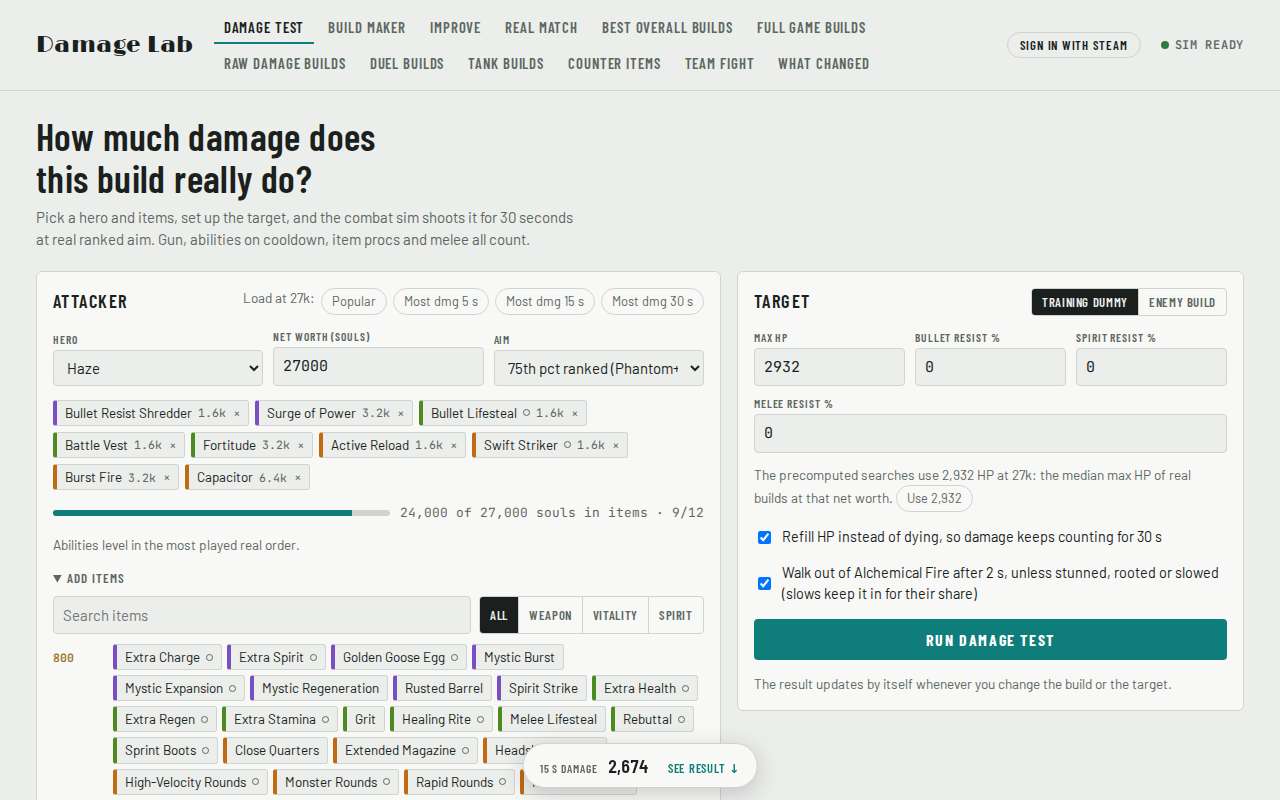 Damage Lab
DAMAGE TEST BUILD MAKER IMPROVE REAL MATCH BEST OVERALL BUILDS FULL GAME BUILDS
RAW DAMAGE BUILDS DUEL BUILDS TANK BUILDS COUNTER ITEMS TEAM FIGHT WHAT CHANGED
SIGN IN WITH STEAM
SIM READY
How much damage does
this build really do?
Pick a hero and items, set up the target, and the combat sim shoots it for 30 seconds
at real ranked aim. Gun, abilities on cooldown, item procs and melee all count.
ATTACKER
Load at 27k: Popular Most dmg 5 s Most dmg 15 s Most dmg 30 s
HERO NET WORTH (SOULS) AIM
Haze 27000 75th pct ranked (Phantom+
Bullet Resist Shredder 1.6k × Surge of Power 3.2k × Bullet Lifesteal 1.6k ×
Battle Vest 1.6k × Fortitude 3.2k × Active Reload 1.6k × Swift Striker 1.6k ×
Burst Fire 3.2k × Capacitor 6.4k ×
24,000 of 27,000 souls in items · 9/12
Abilities level in the most played real order.
▼ ADD ITEMS
Search items
ALL WEAPON VITALITY SPIRIT
800
Extra Charge Extra Spirit Golden Goose Egg Mystic Burst
Mystic Expansion Mystic Regeneration Rusted Barrel Spirit Strike Extra Health
Extra Regen Extra Stamina Grit Healing Rite Melee Lifesteal Rebuttal
Sprint Boots Close Quarters Extended Magazine
High-Velocity Rounds Monster Rounds Rapid Rounds
TARGET
TRAINING DUMMY ENEMY BUILD
MAX HP BULLET RESIST % SPIRIT RESIST %
2932 0 0
MELEE RESIST %
0
The precomputed searches use 2,932 HP at 27k: the median max HP of real
builds at that net worth. Use 2,932
Refill HP instead of dying, so damage keeps counting for 30 s
Walk out of Alchemical Fire after 2 s, unless stunned, rooted or slowed
(slows keep it in for their share)
RUN DAMAGE TEST
The result updates by itself whenever you change the build or the target.
15 S DAMAGE 2,674 SEE RESULT ↓